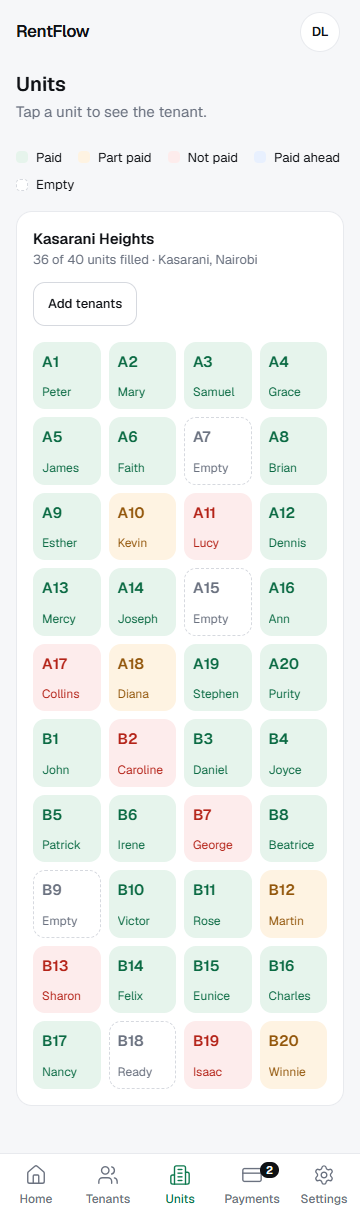 RentFlow
DL
Units
Tap a unit to see the tenant.
Paid Part paid Not paid Paid ahead
Empty
Kasarani Heights
36 of 40 units filled · Kasarani, Nairobi
Add tenants
A1 A2 A3 A4
Peter Mary Samuel Grace
A5 A6 A7 A8
James Faith Empty Brian
A9 A10 A11 A12
Esther Kevin Lucy Dennis
A13 A14 A15 A16
Mercy Joseph Empty Ann
A17 A18 A19 A20
Collins Diana Stephen Purity
B1 B2 B3 B4
John Caroline Daniel Joyce
B5 B6 B7 B8
Patrick Irene George Beatrice
B9 B10 B11 B12
Empty Victor Rose Martin
B13 B14 B15 B16
Sharon Felix Eunice Charles
B17 B18 B19 B20
Nancy Ready Isaac Winnie
2
Home Tenants Units Payments Settings